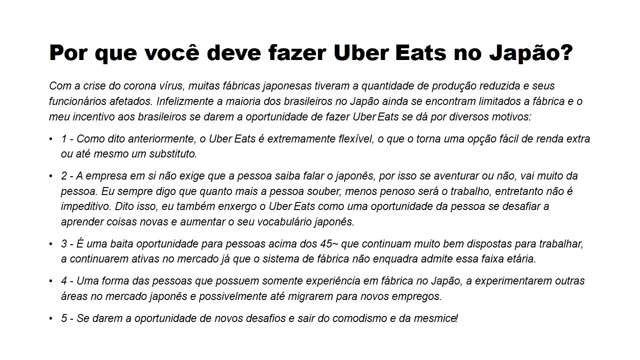 Por que você deve fazer Uber Eats no Japão?
Com a crise do corona vírus, muitas fábricas japonesas tiveram a quantidade de produção reduzida e seus
funcionários afetados. Infelizmente a maioria dos brasileiros no Japão ainda se encontram limitados a fábrica e o
meu incentivo aos brasileiros se darem a oportunidade de fazer Uber Eats se dá por diversos motivos:
• 1 - Como dito anteriormente, o Uber Eats é extremamente flexível, o que o torna uma opção fácil de renda extra
ou até mesmo um substituto.
• 2 - A empresa em si não exige que a pessoa saiba falar o japonês, por isso se aventurar ou não, vai muito da
pessoa. Eu sempre digo que quanto mais a pessoa souber, menos penoso será o trabalho, entretanto não é
impeditivo. Dito isso, eu também enxergo o Uber Eats como uma oportunidade da pessoa se desafiar a
aprender coisas novas e aumentar o seu vocabulário japonês.
• 3 - É uma baita oportunidade para pessoas acima dos 45~ que continuam muito bem dispostas para trabalhar,
a continuarem ativas no mercado já que o sistema de fábrica não enquadra admite essa faixa etária.
• 4 - Uma forma das pessoas que possuem somente experiência em fábrica no Japão, a experimentarem outras
áreas no mercado japonês e possivelmente até migrarem para novos empregos.
• 5 - Se darem a oportunidade de novos desafios e sair do comodismo e da mesmice!